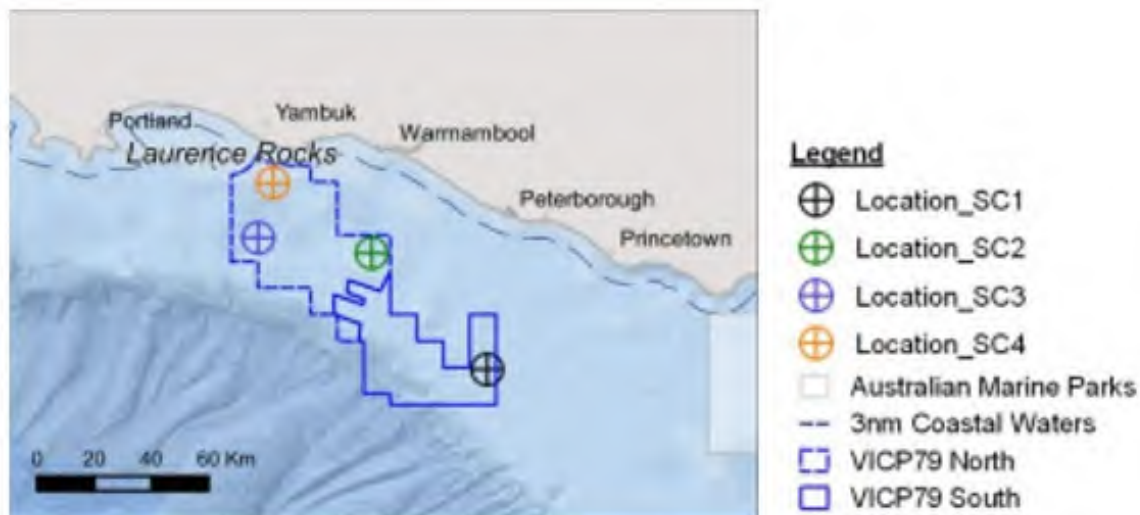 Portland
Yambuk
Laurence Rocks
Warrnambool
Peterborough
Princetown
0 20 40 60 Km
Legend
Location_SC1
Location_SC2
Location_SC3
Location_SC4
Australian Marine Parks
3nm Coastal Waters
VICP79 North
VICP79 South